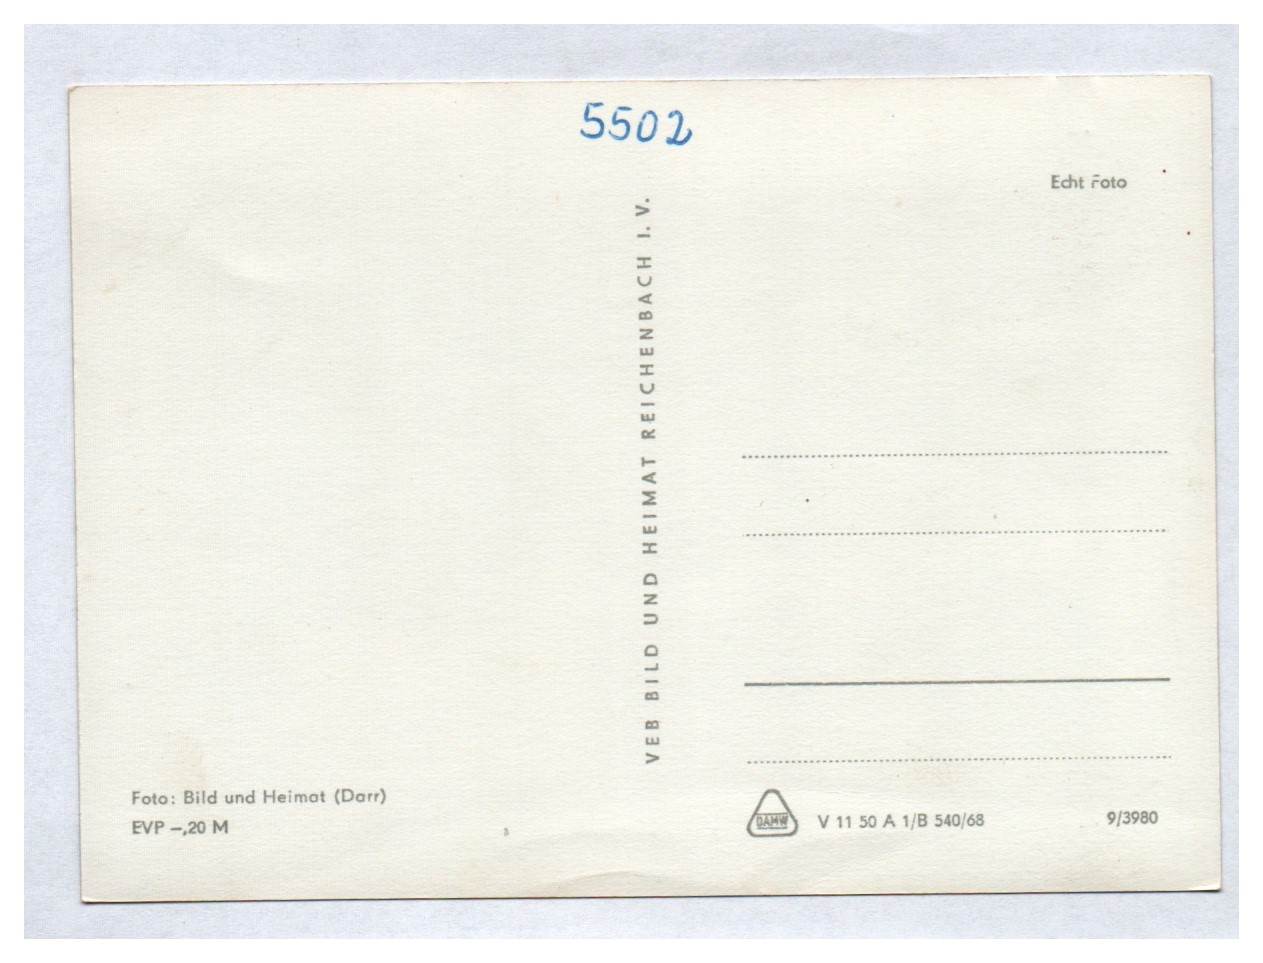 5502
Echt Foto
VEB BILD UND HEIMAT REICHENBACH I. V.
Foto: Bild und Heimat (Darr)
EVP –,20 M
DAMW
V 11 50 A 1/B 540/68
9/3980